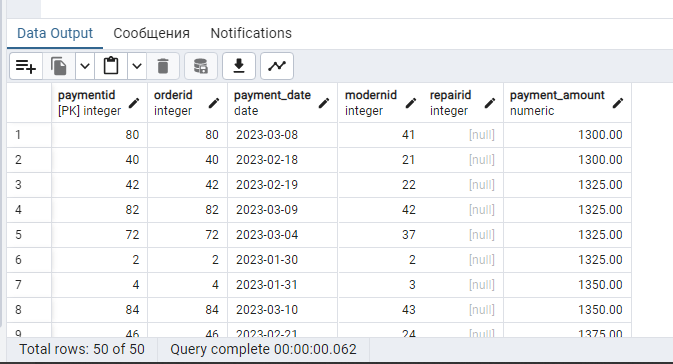 Data Output Сообщения Notifications
paymentid orderid payment_date modernid repairid payment_amount
[PK] integer integer date integer integer numeric
1 80 80 2023-03-08 41 [null] 1300.00
2 40 40 2023-02-18 21 [null] 1300.00
3 42 42 2023-02-19 22 [null] 1325.00
4 82 82 2023-03-09 42 [null] 1325.00
5 72 72 2023-03-04 37 [null] 1325.00
6 2 2 2023-01-30 2 [null] 1325.00
7 4 4 2023-01-31 3 [null] 1350.00
8 84 84 2023-03-10 43 [null] 1350.00
9 46 46 2023-02-21 24 [null] 1375.00
Total rows: 50 of 50 Query complete 00:00:00.062